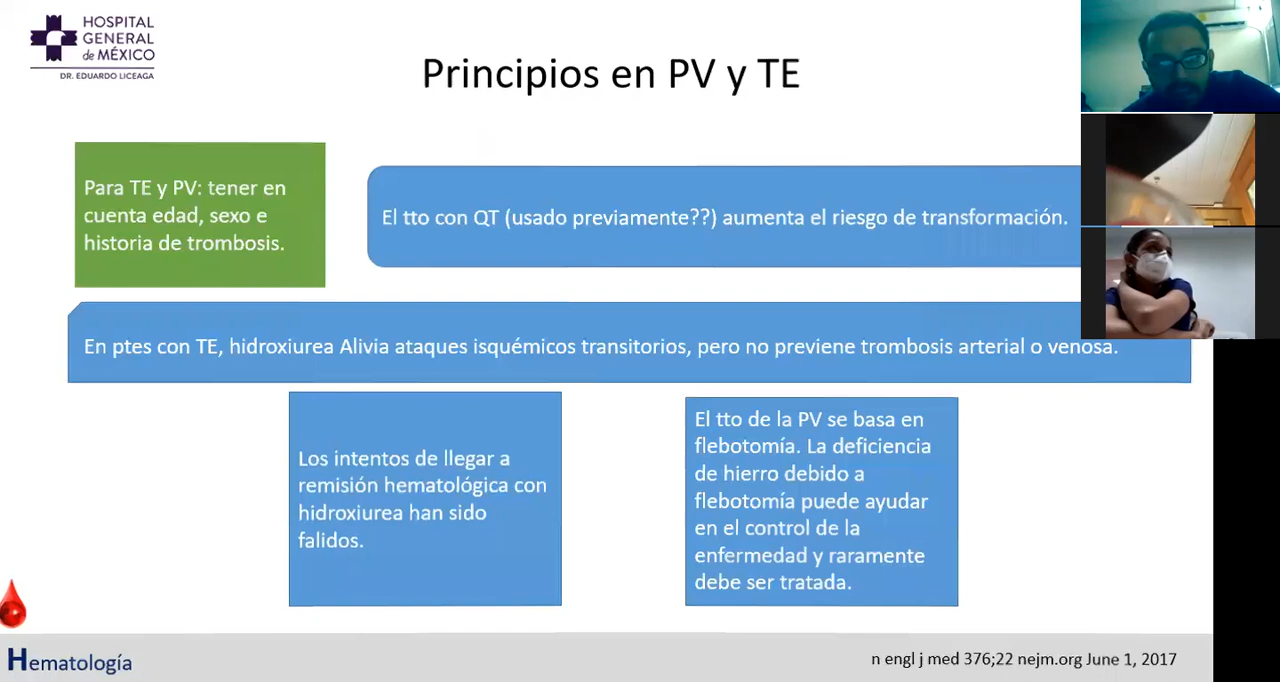 HOSPITAL
GENERAL
de MÉXICO
DR. EDUARDO LICEAGA
Principios en PV y TE
Para TE y PV: tener en
cuenta edad, sexo e
historia de trombosis.
El tto con QT (usado previamente??) aumenta el riesgo de transformación.
En ptes con TE, hidroxiurea Alivia ataques isquémicos transitorios, pero no previene trombosis arterial o venosa.
Los intentos de llegar a
remisión hematológica con
hidroxiurea han sido
falidos.
El tto de la PV se basa en
flebotomía. La deficiencia
de hierro debido a
flebotomía puede ayudar
en el control de la
enfermedad y raramente
debe ser tratada.
Hematología
n engl j med 376;22 nejm.org June 1, 2017